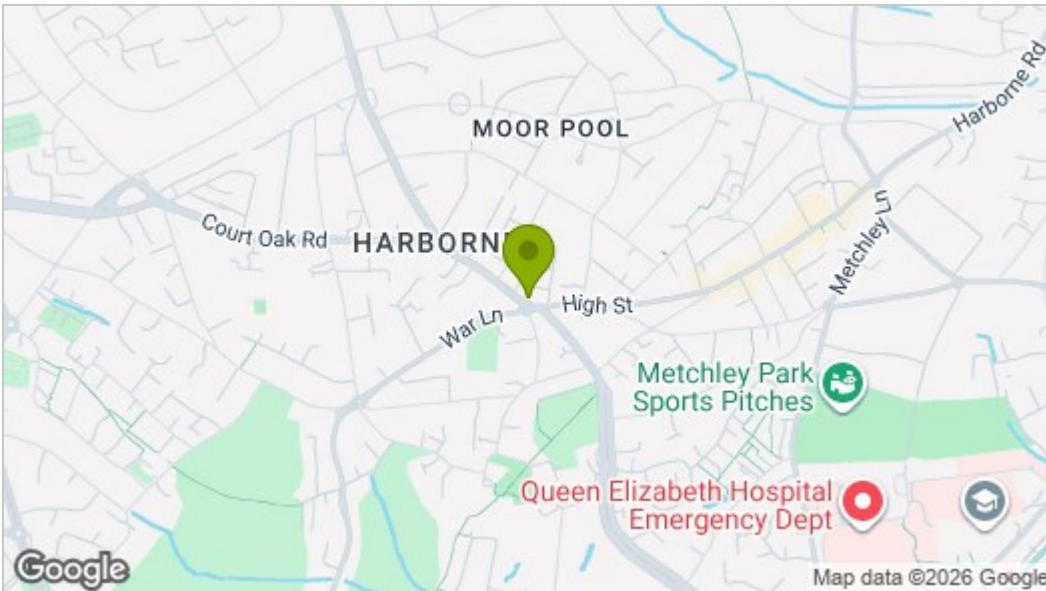 Harborne Rd
MOOR POOL
Metchley Ln
Court Oak Rd
HARBORNE
High St
War Ln
Metchley Park
Sports Pitches
Queen Elizabeth Hospital
Emergency Dept
Google
Map data ©2026 Google